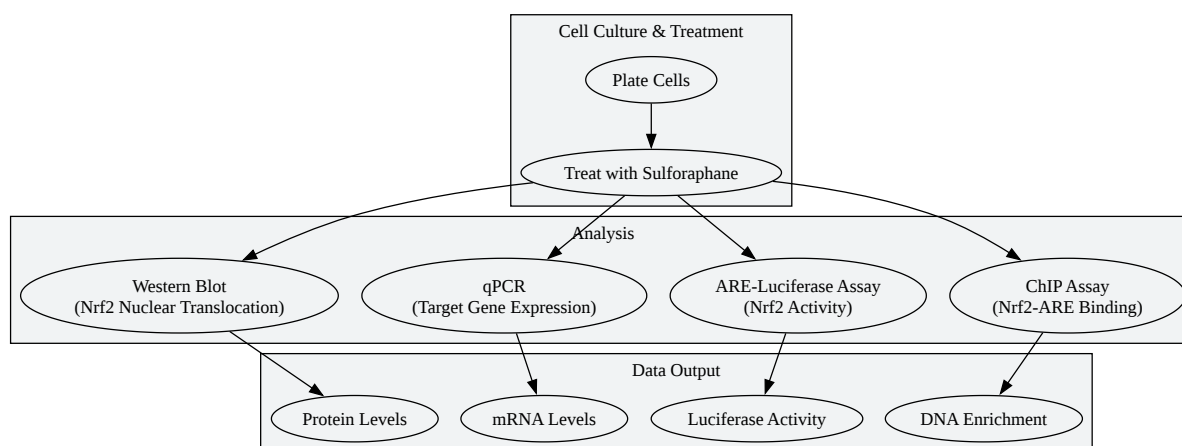 Cell Culture & Treatment
Plate Cells
Treat with Sulforaphane
Analysis
Western Blot
(Nrf2 Nuclear Translocation)
qPCR
(Target Gene Expression)
ARE-Luciferase Assay
(Nrf2 Activity)
ChIP Assay
(Nrf2-ARE Binding)
Data Output
Protein Levels
mRNA Levels
Luciferase Activity
DNA Enrichment